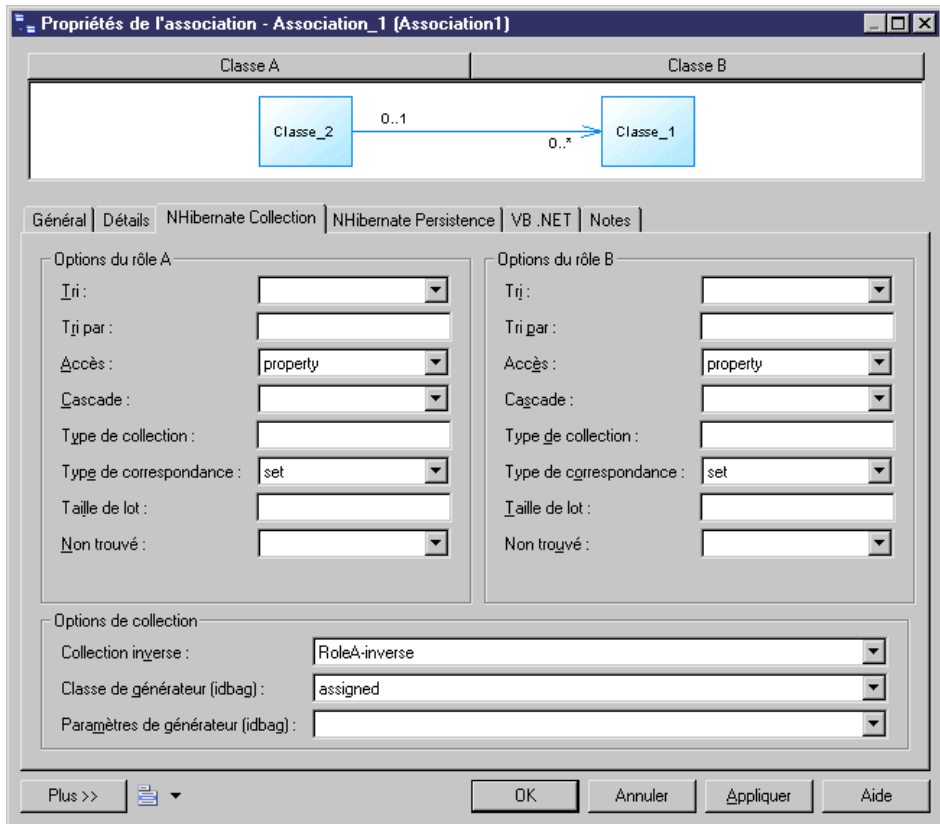 Propriétés de l'association - Association_1 (Association1)
Classe A
Classe B
Classe_2
0..1
0..*
Classe_1
Général
Détails
NHibernate Collection
NHibernate Persistence
VB .NET
Notes
Options du rôle A
Tri :
Tri par :
Accès :
property
Cascade :
Type de collection :
Type de correspondance :
set
Taille de lot :
Non trouvé :
Options du rôle B
Tri :
Tri par :
Accès :
property
Cascade :
Type de collection :
Type de correspondance :
set
Taille de lot :
Non trouvé :
Options de collection
Collection inverse :
RoleA-inverse
Classe de générateur (idbag) :
assigned
Paramètres de générateur (idbag) :
Plus >>
OK
Annuler
Appliquer
Aide